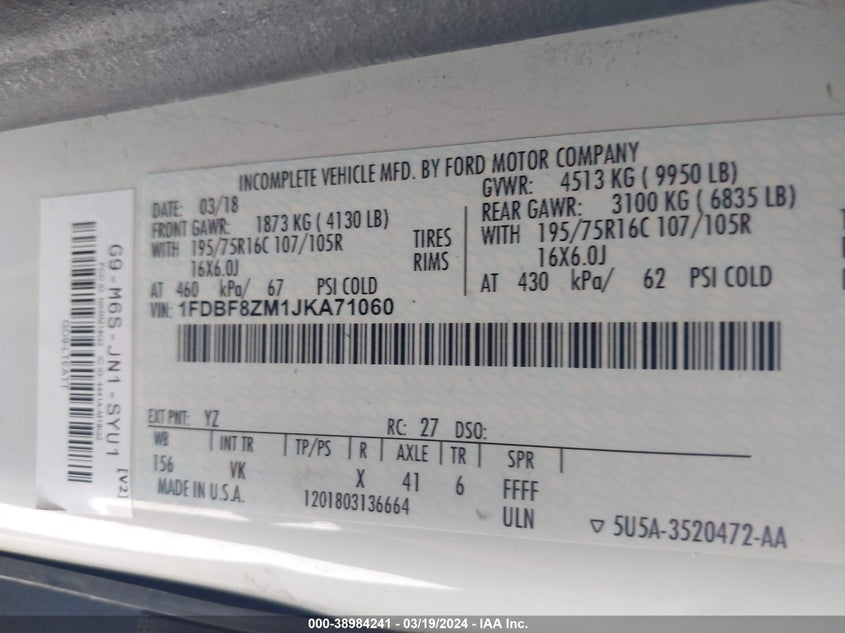 INCOMPLETE VEHICLE MFD. BY FORD MOTOR COMPANY
DATE: 03/18
GVWR: 4513 KG ( 9950 LB)
FRONT GAWR: 1873 KG ( 4130 LB)
REAR GAWR: 3100 KG ( 6835 LB)
WITH 195/75R16C 107/105R TIRES
WITH 195/75R16C 107/105R
16X6.0J RIMS
16X6.0J
AT 460 kPa/ 67 PSI COLD
AT 430 kPa/ 62 PSI COLD
VIN: 1FDBF8ZM1JKA71060
EXT PNT: YZ RC: 27 DSO:
WB INT TR TP/PS R AXLE TR SPR
156 VK X 41 6 FFFF
MADE IN U.S.A. 1201803136664 ULN
▽ 5U5A-3520472-AA
G9-M6S-JN1-SYU1
[V2]
000-38984241 - 03/19/2024 - IAA Inc.